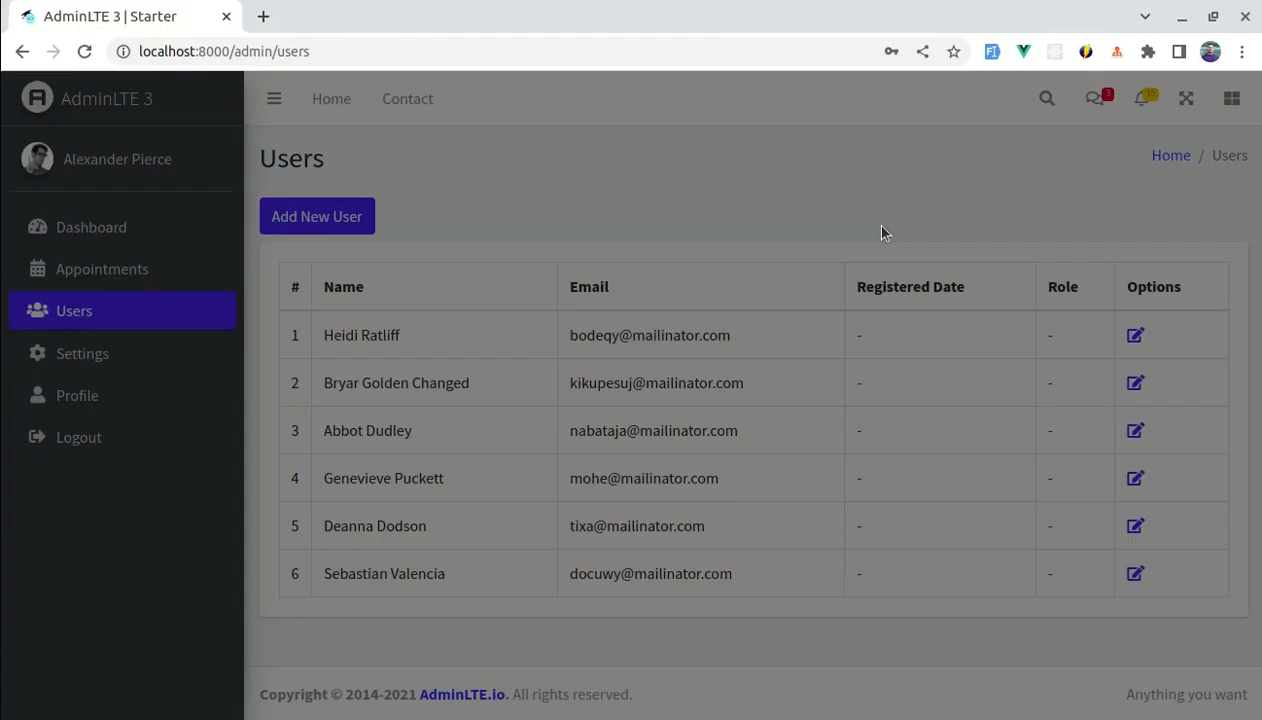 AdminLTE 3 | Starter
localhost:8000/admin/users
AdminLTE 3
Home Contact
3
15
Alexander Pierce
Users
Home / Users
Dashboard
Appointments
Users
Settings
Profile
Logout
Add New User
# Name Email Registered Date Role Options
1 Heidi Ratliff bodeqy@mailinator.com - -
2 Bryar Golden Changed kikupesuj@mailinator.com - -
3 Abbot Dudley nabataja@mailinator.com - -
4 Genevieve Puckett mohe@mailinator.com - -
5 Deanna Dodson tixa@mailinator.com - -
6 Sebastian Valencia docuwy@mailinator.com - -
Copyright © 2014-2021 AdminLTE.io. All rights reserved.
Anything you want